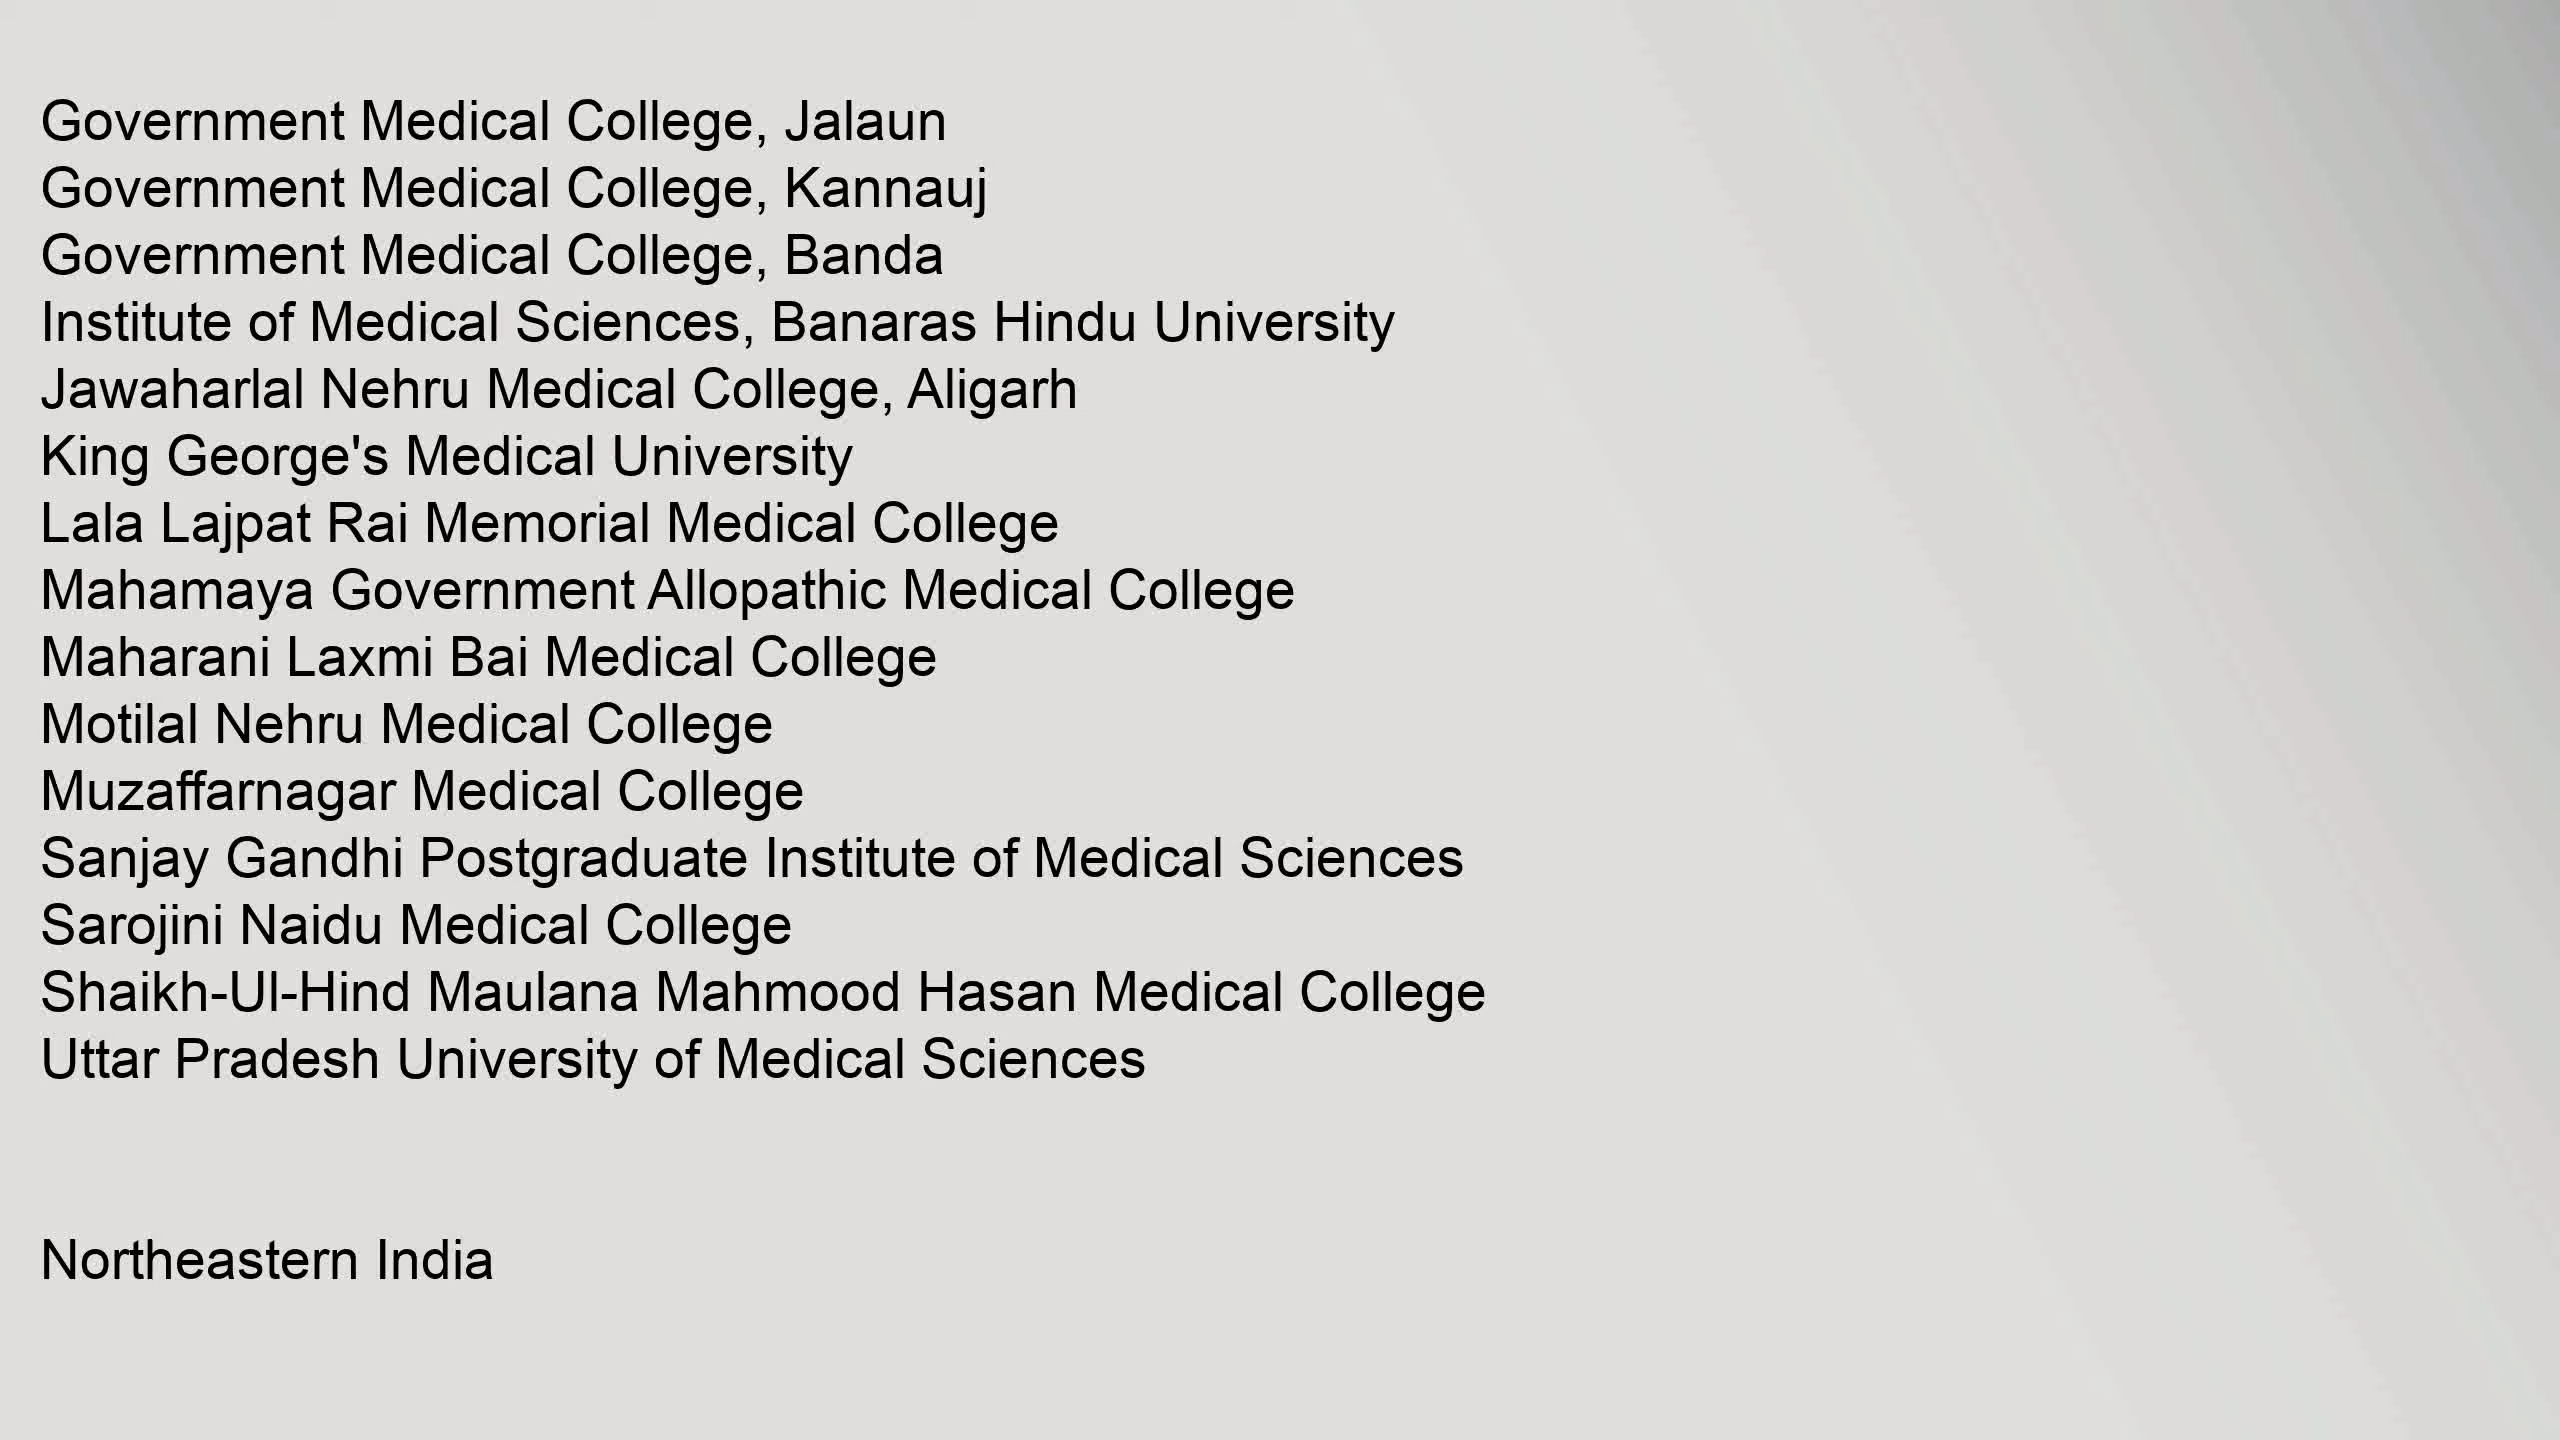 Government Medical College, Jalaun
Government Medical College, Kannauj
Government Medical College, Banda
Institute of Medical Sciences, Banaras Hindu University
Jawaharlal Nehru Medical College, Aligarh
King George's Medical University
Lala Lajpat Rai Memorial Medical College
Mahamaya Government Allopathic Medical College
Maharani Laxmi Bai Medical College
Motilal Nehru Medical College
Muzaffarnagar Medical College
Sanjay Gandhi Postgraduate Institute of Medical Sciences
Sarojini Naidu Medical College
Shaikh-Ul-Hind Maulana Mahmood Hasan Medical College
Uttar Pradesh University of Medical Sciences
Northeastern India